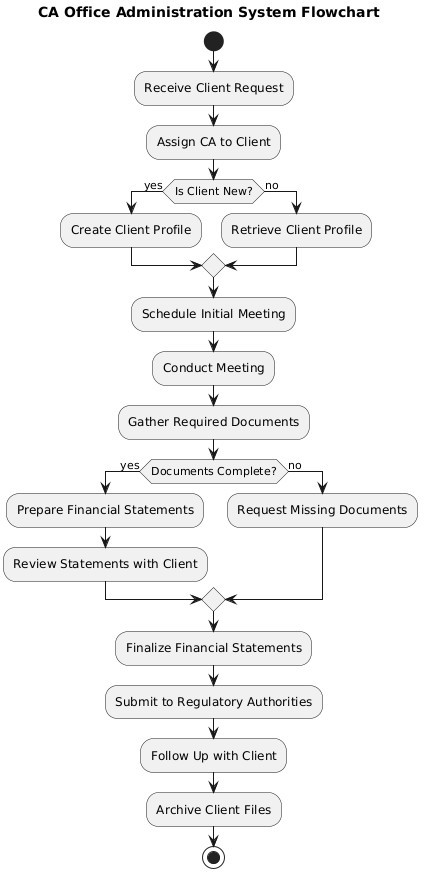 CA Office Administration System Flowchart
Receive Client Request
Assign CA to Client
yes
Is Client New?
no
Create Client Profile
Retrieve Client Profile
Schedule Initial Meeting
Conduct Meeting
Gather Required Documents
yes
Documents Complete?
no
Prepare Financial Statements
Request Missing Documents
Review Statements with Client
Finalize Financial Statements
Submit to Regulatory Authorities
Follow Up with Client
Archive Client Files